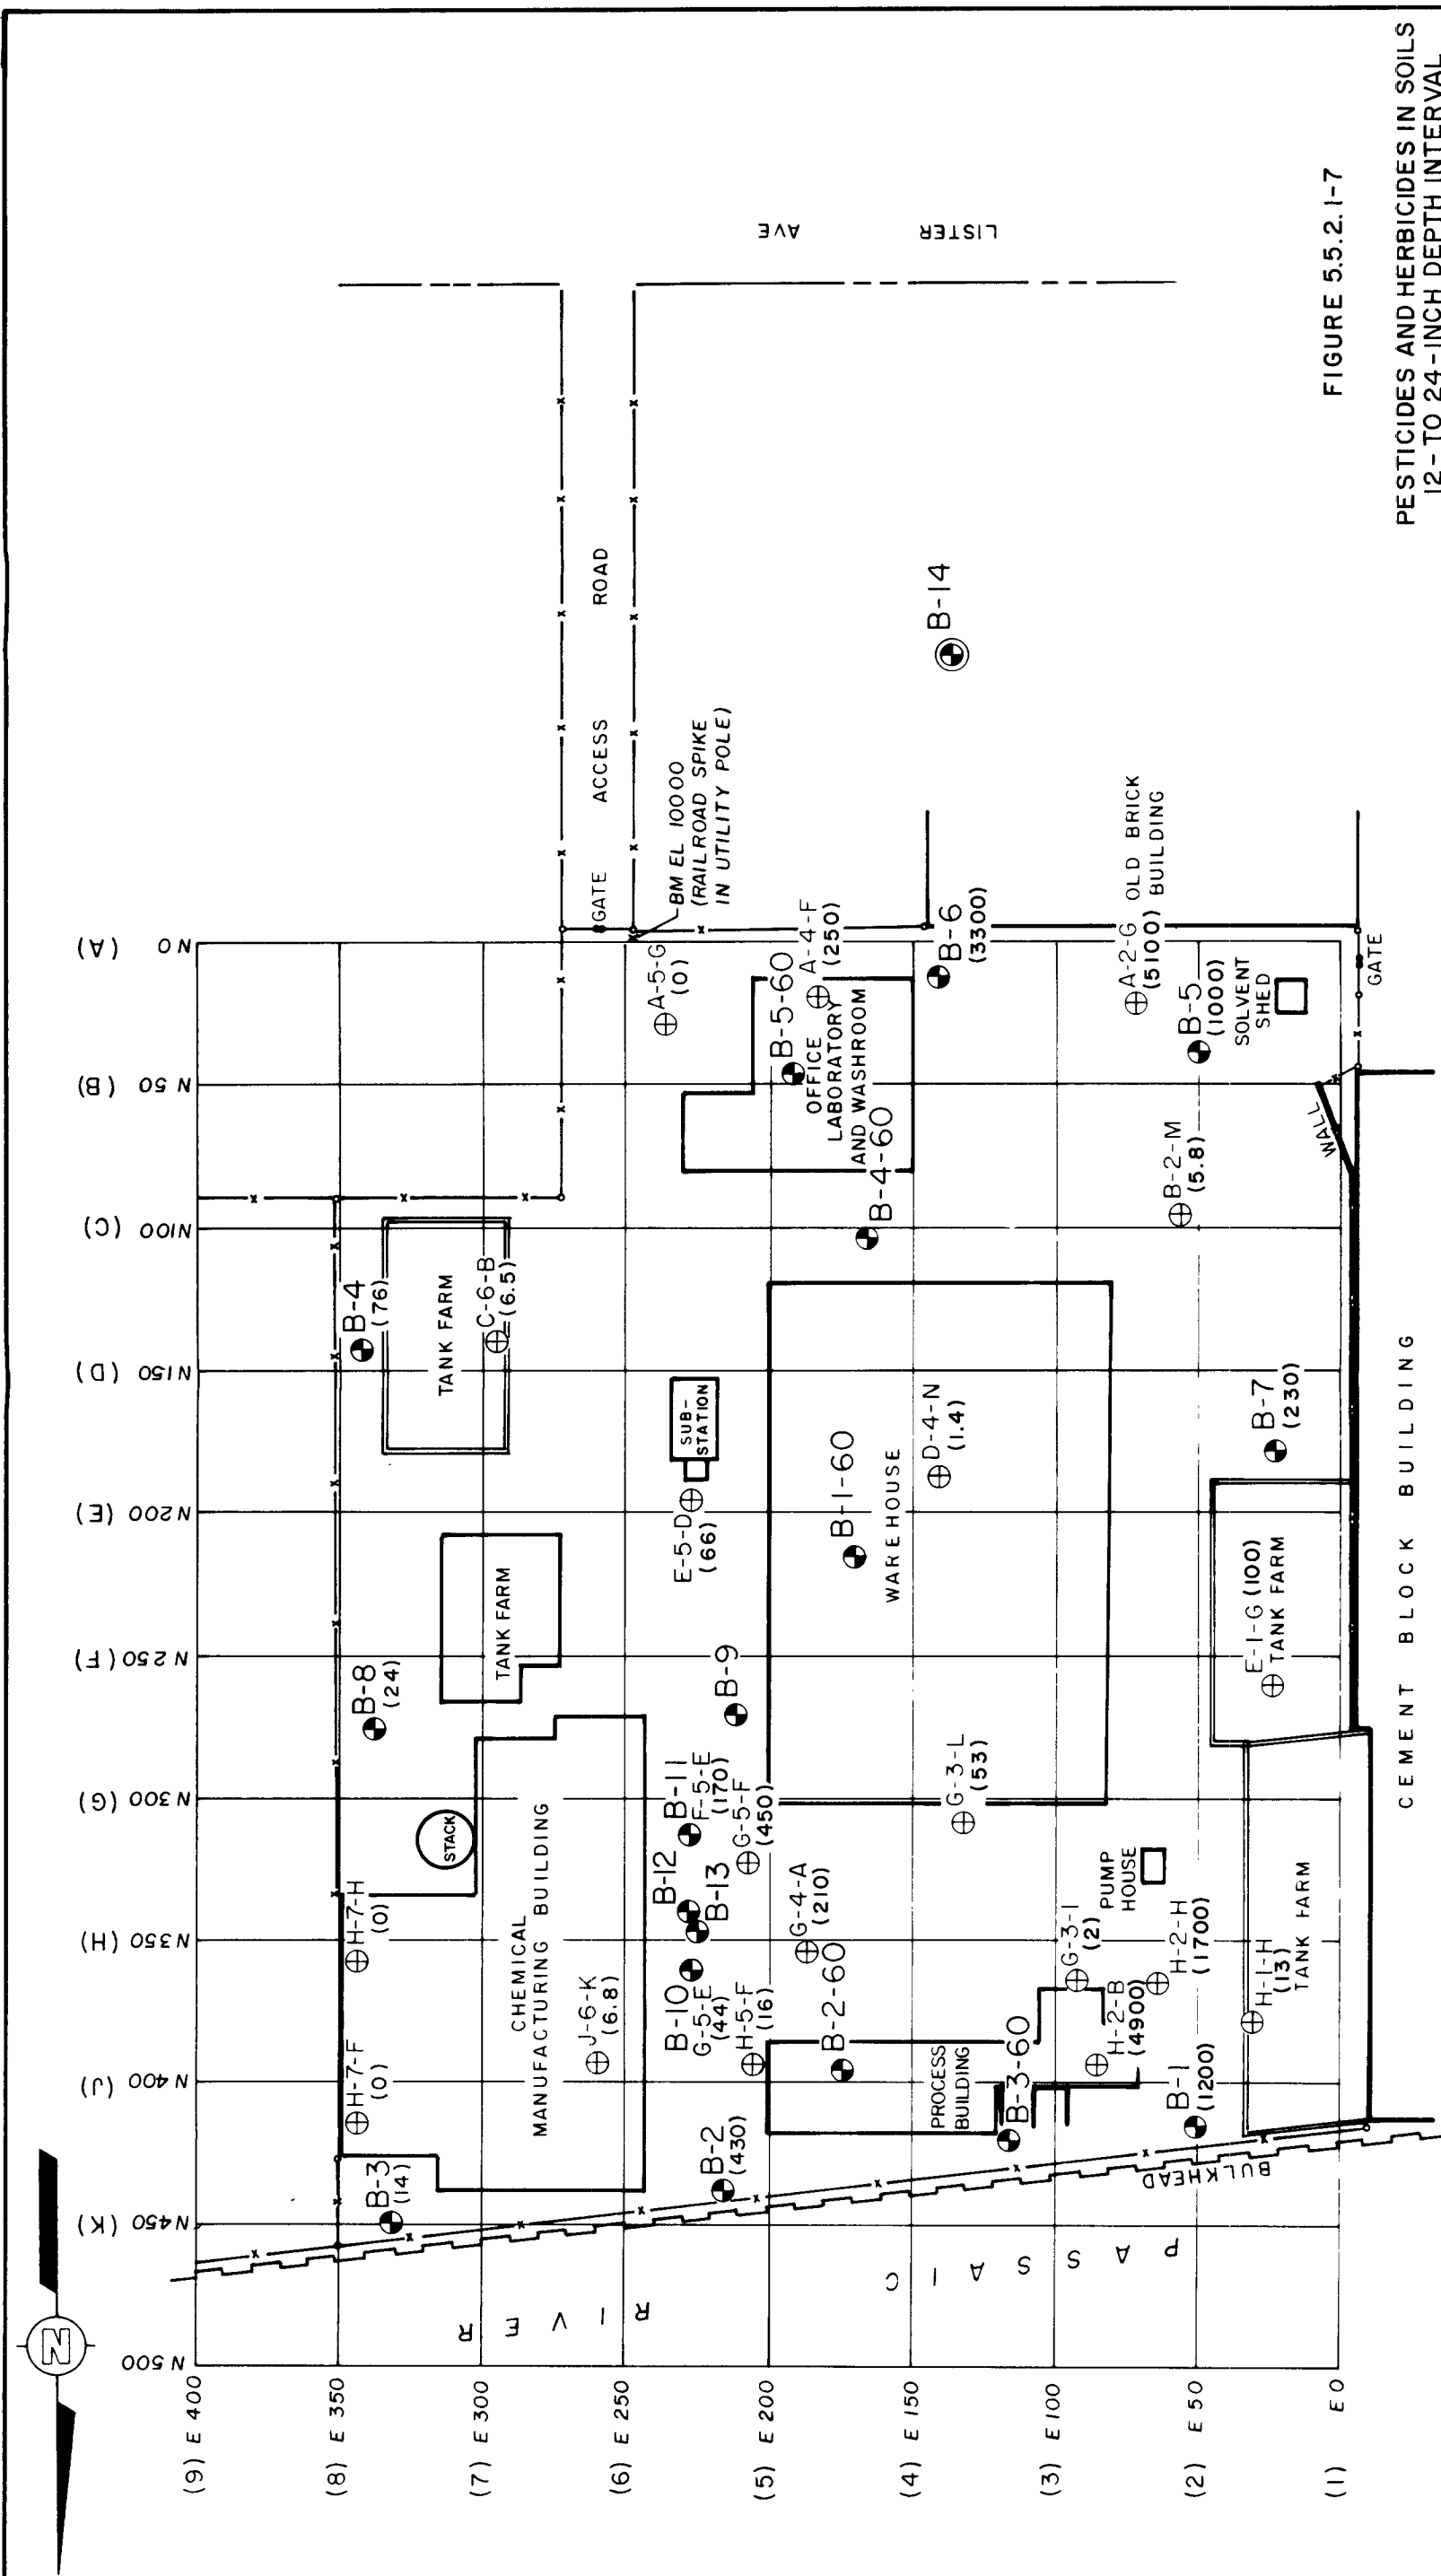 FIGURE 5.5.2.1-7
PESTICIDES AND HERBICIDES IN SOILS
12- TO 24-INCH DEPTH INTERVAL
N
(A)
(B)
(C)
(D)
(E)
(F)
(G)
(H)
(J)
(K)
0 N
N 50
N100
N150
N 200
N 250
N 300
N 350
N 400
N 450
N 500
(9) E 400
(8) E 350
(7) E 300
(6) E 250
(5) E 200
(4) E 150
(3) E 100
(2) E 50
(1) E 0
LISTER AVE
ACCESS ROAD
GATE
BM EL 10000
(RAILROAD SPIKE
IN UTILITY POLE)
B-14
A-5-G
(0)
B-5-60
A-4-F
(250)
OFFICE
LABORATORY
AND WASHROOM
B-6
(3300)
A-2-G
(5100)
OLD BRICK
BUILDING
B-5
(1000)
SOLVENT
SHED
GATE
WALL
B-2-M
(5.8)
B-4-60
B-4
(76)
TANK FARM
C-6-B
(6.5)
SUB-
STATION
E-5-D
(66)
D-4-N
(1.4)
B-1-60
WAREHOUSE
B-7
(230)
E-1-G (100)
TANK FARM
CEMENT BLOCK BUILDING
TANK FARM
B-8
(24)
B-9
B-11
F-5-E
(170)
G-5-F
(450)
G-3-L
(53)
STACK
CHEMICAL
MANUFACTURING BUILDING
B-12
B-13
G-4-A
(210)
PUMP
HOUSE
H-7-H
(0)
B-10
G-5-E
(44)
H-5-F
(16)
B-2-60
G-3-I
(2)
H-2-H
(1700)
H-1-H
(13)
TANK FARM
J-6-K
(6.8)
H-7-F
(0)
PROCESS
BUILDING
B-3-60
H-2-B
(4900)
B-1
(1200)
B-3
(14)
B-2
(430)
BULKHEAD
PASSAIC RIVER